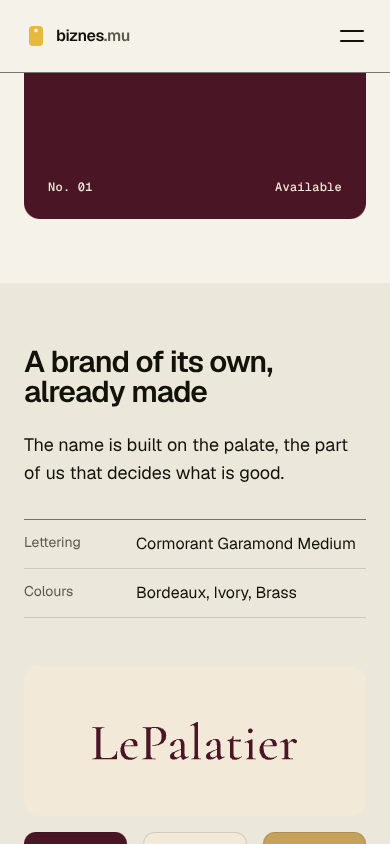 biznes.mu
No. 01 Available
A brand of its own,
already made
The name is built on the palate, the part
of us that decides what is good.
Lettering Cormorant Garamond Medium
Colours Bordeaux, Ivory, Brass
LePalatier